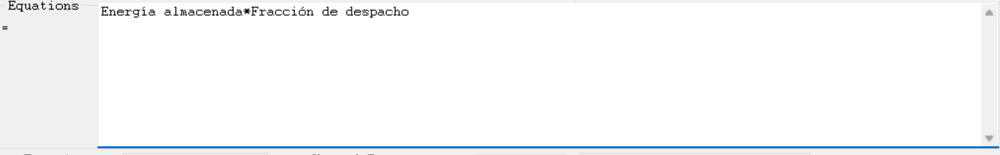 Equations
Energía almacenada*Fracción de despacho
=